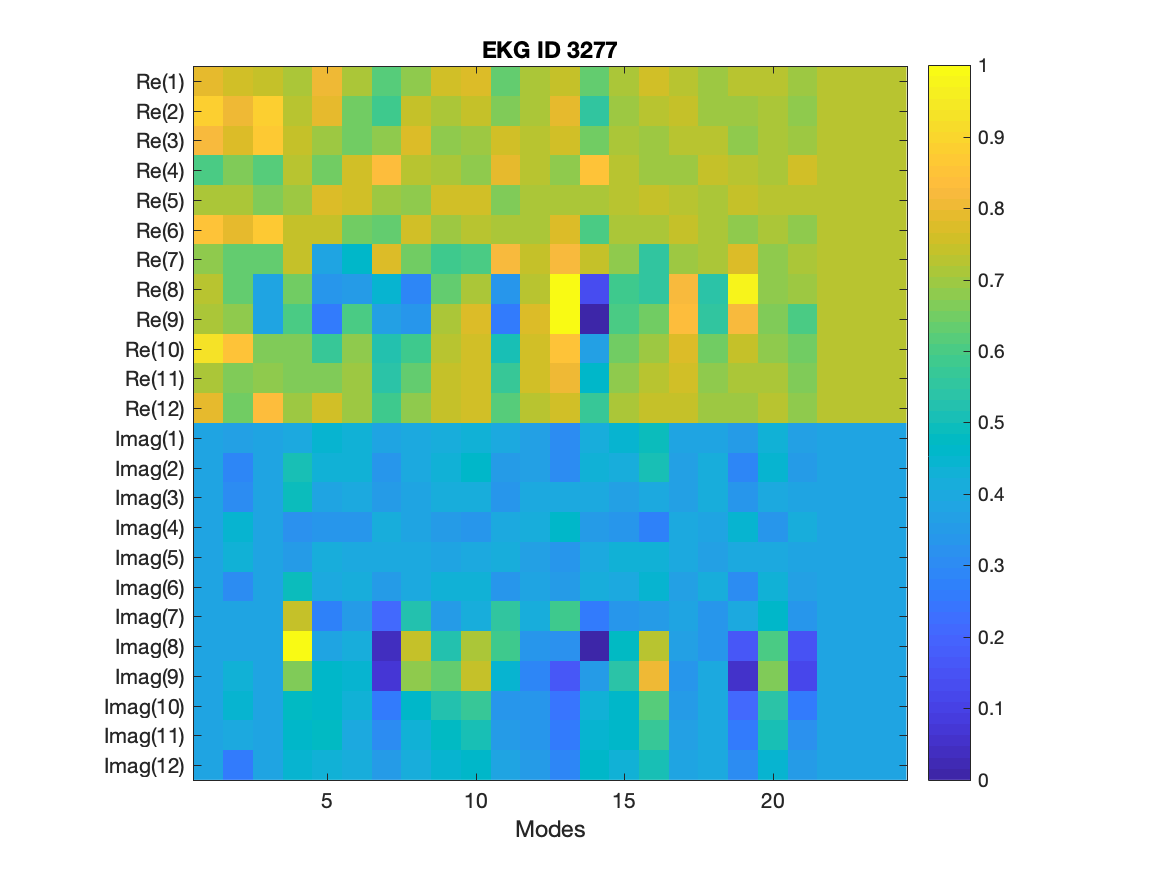 EKG ID 3277
Re(1)
Re(2)
Re(3)
Re(4)
Re(5)
Re(6)
Re(7)
Re(8)
Re(9)
Re(10)
Re(11)
Re(12)
Imag(1)
Imag(2)
Imag(3)
Imag(4)
Imag(5)
Imag(6)
Imag(7)
Imag(8)
Imag(9)
Imag(10)
Imag(11)
Imag(12)
5 10 15 20
Modes
1
0.9
0.8
0.7
0.6
0.5
0.4
0.3
0.2
0.1
0